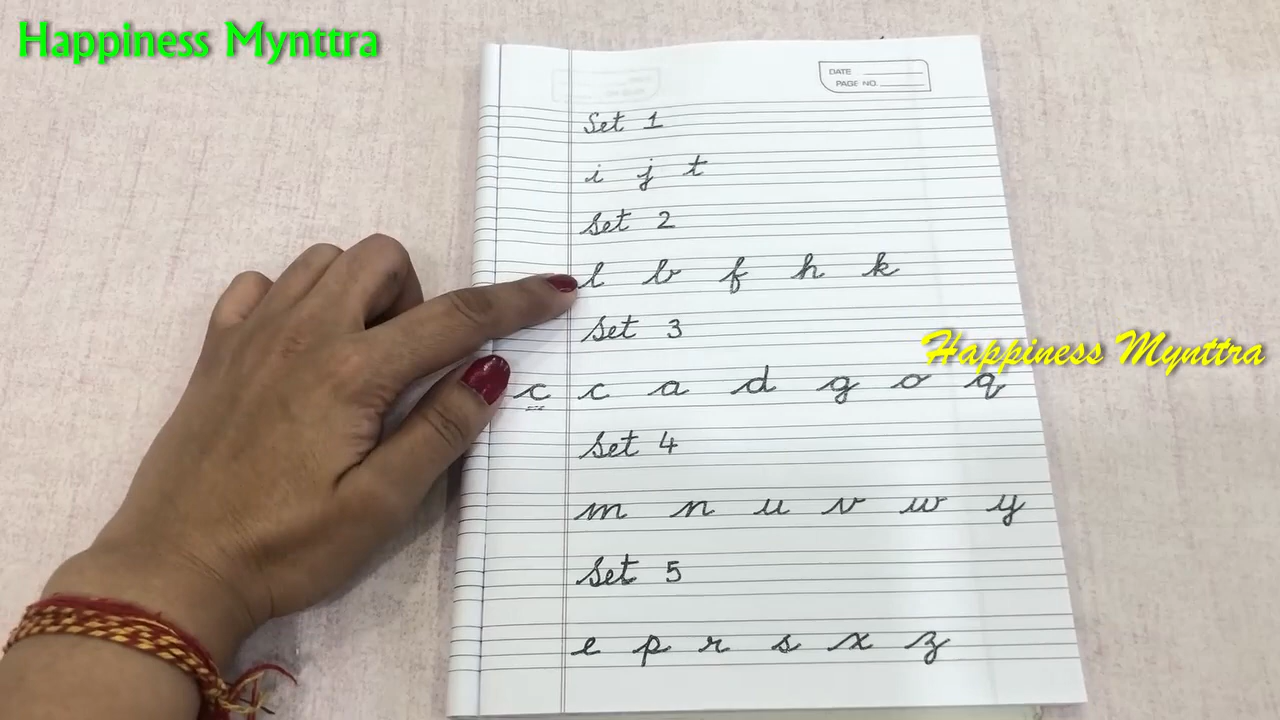 Happiness Mynttra
DATE
PAGE NO.
Set 1
i j t
Set 2
l b f h k
Set 3
Happiness Mynttra
c c a d g o q
Set 4
m n u v w y
Set 5
e p r s x z